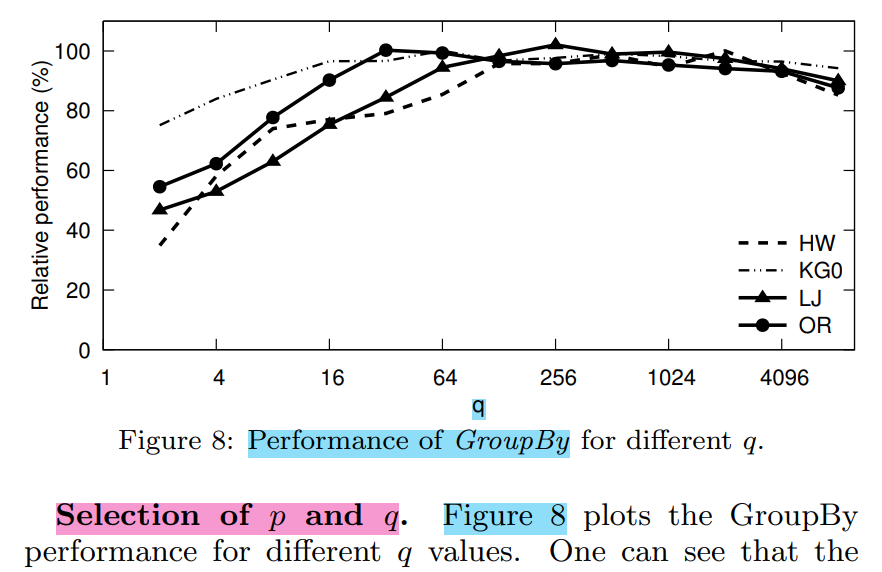 Relative performance (%)
100
80
60
40
20
0
HW
KG0
LJ
OR
1 4 16 64 256 1024 4096
q
Figure 8: Performance of GroupBy for different q.
Selection of p and q. Figure 8 plots the GroupBy
performance for different q values. One can see that the